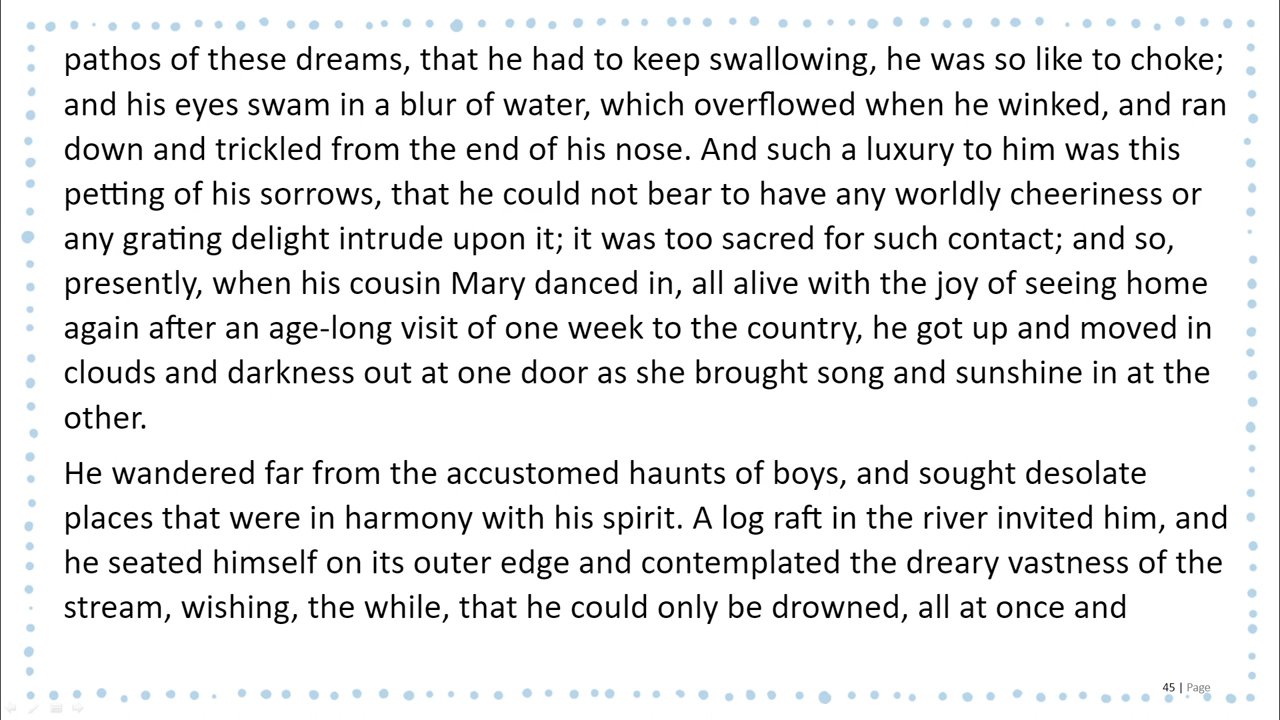 pathos of these dreams, that he had to keep swallowing, he was so like to choke;
and his eyes swam in a blur of water, which overflowed when he winked, and ran
down and trickled from the end of his nose. And such a luxury to him was this
petting of his sorrows, that he could not bear to have any worldly cheeriness or
any grating delight intrude upon it; it was too sacred for such contact; and so,
presently, when his cousin Mary danced in, all alive with the joy of seeing home
again after an age-long visit of one week to the country, he got up and moved in
clouds and darkness out at one door as she brought song and sunshine in at the
other.
He wandered far from the accustomed haunts of boys, and sought desolate
places that were in harmony with his spirit. A log raft in the river invited him, and
he seated himself on its outer edge and contemplated the dreary vastness of the
stream, wishing, the while, that he could only be drowned, all at once and
45 | Page